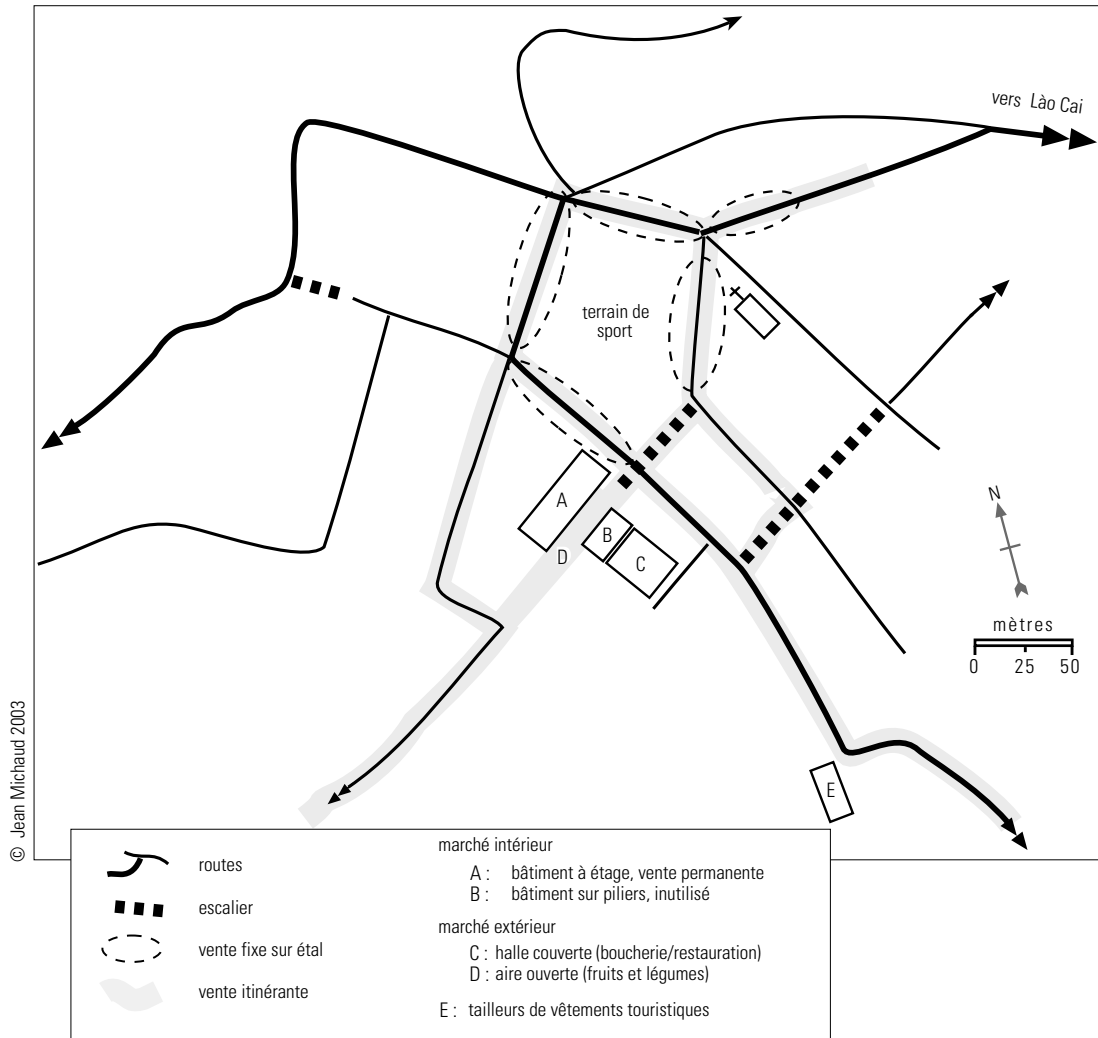 vers Lào Cai
terrain de
sport
A
B
C
D
E
N
mètres
0 25 50
© Jean Michaud 2003
routes
escalier
vente fixe sur étal
vente itinérante
marché intérieur
A : bâtiment à étage, vente permanente
B : bâtiment sur piliers, inutilisé
marché extérieur
C : halle couverte (boucherie/restauration)
D : aire ouverte (fruits et légumes)
E : tailleurs de vêtements touristiques